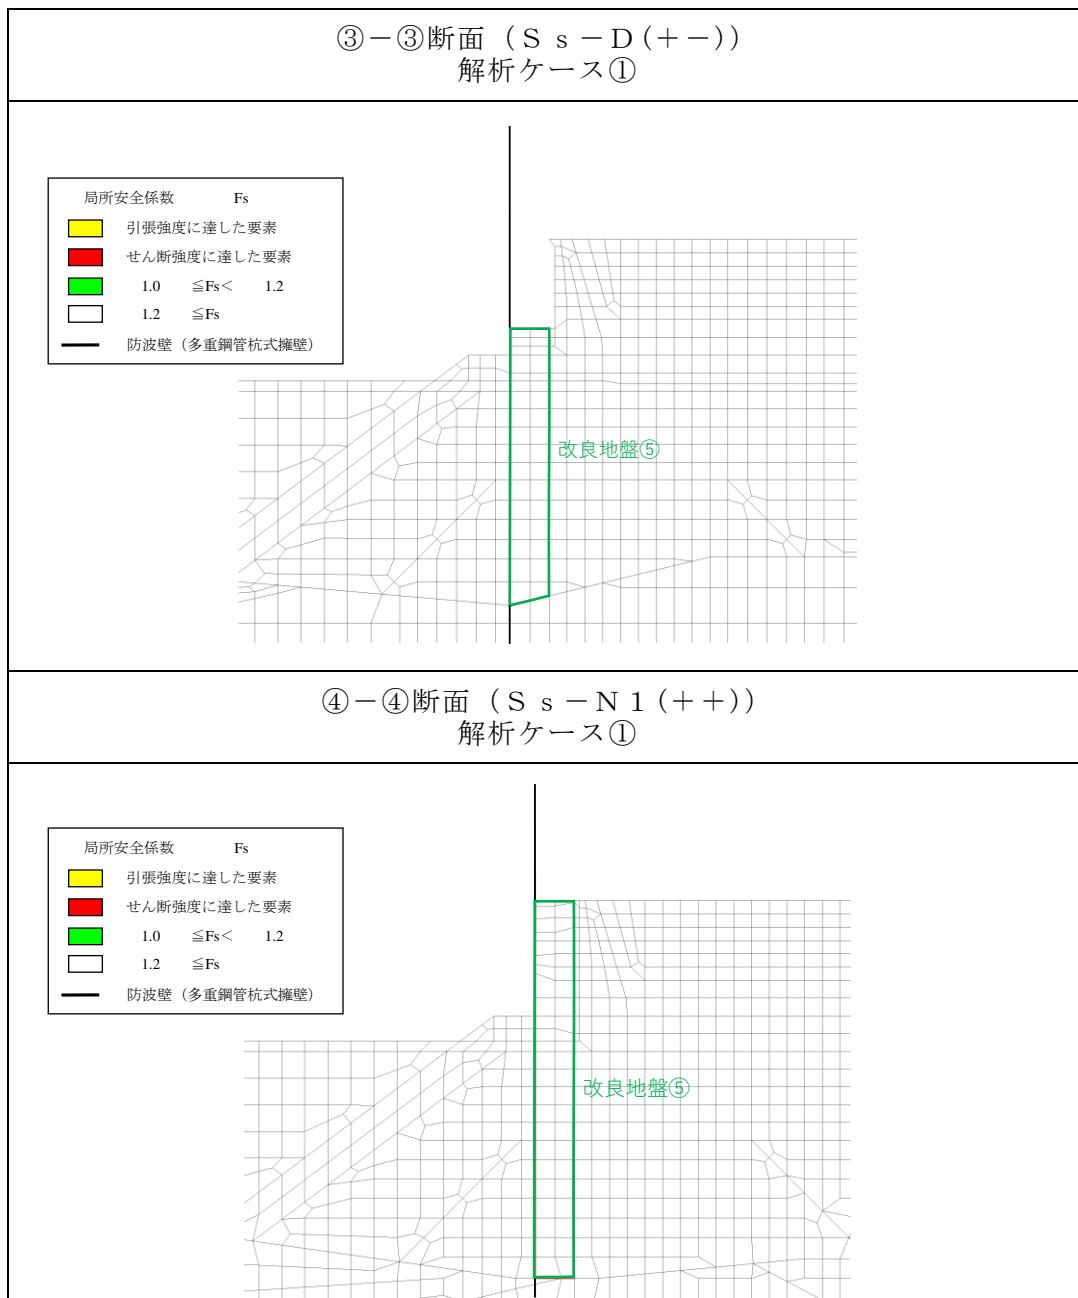 ③－③断面（Ｓｓ－Ｄ(＋－)）
解析ケース①
局所安全係数 Fs
引張強度に達した要素
せん断強度に達した要素
1.0 ≦Fs＜ 1.2
1.2 ≦Fs
防波壁（多重鋼管杭式擁壁）
改良地盤⑤
④－④断面（Ｓｓ－Ｎ１(＋＋)）
解析ケース①
局所安全係数 Fs
引張強度に達した要素
せん断強度に達した要素
1.0 ≦Fs＜ 1.2
1.2 ≦Fs
防波壁（多重鋼管杭式擁壁）
改良地盤⑤